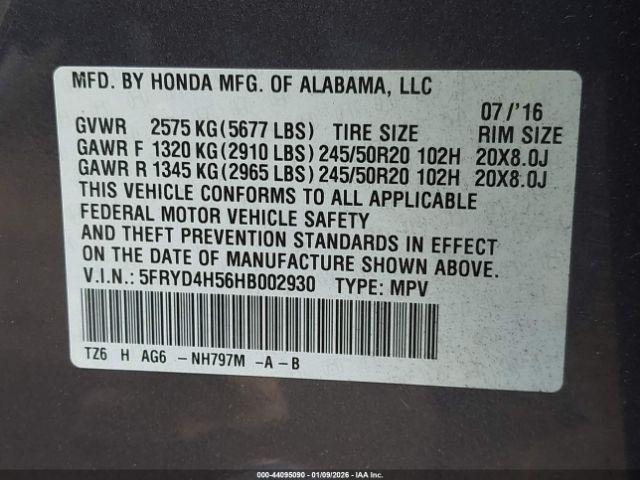 MFD. BY HONDA MFG. OF ALABAMA, LLC
07/'16
GVWR 2575 KG(5677 LBS) TIRE SIZE RIM SIZE
GAWR F 1320 KG(2910 LBS) 245/50R20 102H 20X8.0J
GAWR R 1345 KG(2965 LBS) 245/50R20 102H 20X8.0J
THIS VEHICLE CONFORMS TO ALL APPLICABLE
FEDERAL MOTOR VEHICLE SAFETY
AND THEFT PREVENTION STANDARDS IN EFFECT
ON THE DATE OF MANUFACTURE SHOWN ABOVE.
V.I.N.: 5FRYD4H56HB002930 TYPE: MPV
TZ6 H AG6 -NH797M -A-B
000-44095090 - 01/09/2026 - IAA Inc.